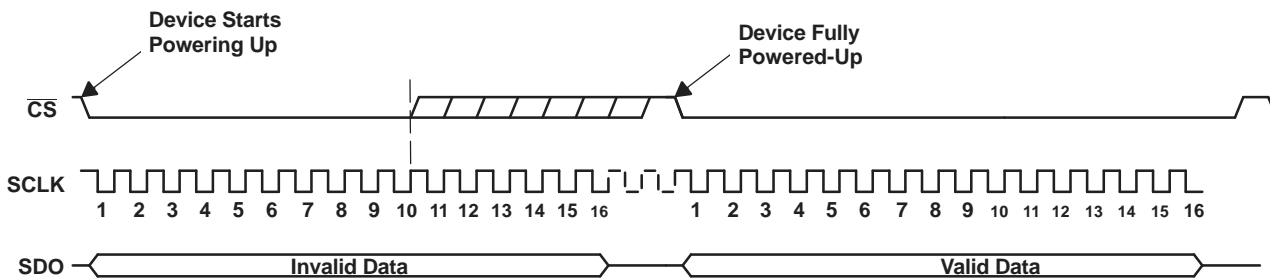 Device Starts
Powering Up
Device Fully
Powered-Up
CS
SCLK
1 2 3 4 5 6 7 8 9 10 11 12 13 14 15 16 1 2 3 4 5 6 7 8 9 10 11 12 13 14 15 16
SDO Invalid Data Valid Data